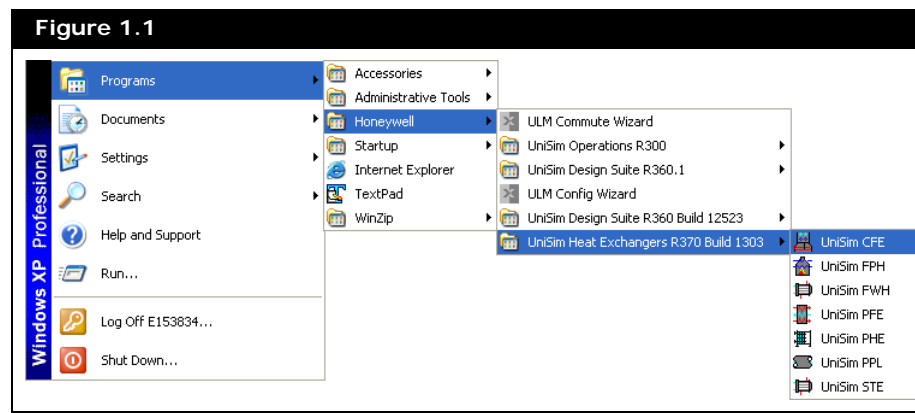 Figure 1.1
Windows XP Professional
Programs
Documents
Settings
Search
Help and Support
Run...
Log Off E153834...
Shut Down...
Accessories
Administrative Tools
Honeywell
Startup
Internet Explorer
TextPad
WinZip
ULM Commute Wizard
UniSim Operations R300
UniSim Design Suite R360.1
ULM Config Wizard
UniSim Design Suite R360 Build 12523
UniSim Heat Exchangers R370 Build 1303
UniSim CFE
UniSim FPH
UniSim FWH
UniSim PFE
UniSim PHE
UniSim PPL
UniSim STE